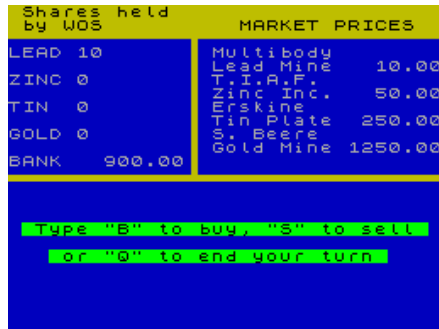 Shares held
by WOS
MARKET PRICES
LEAD 10
ZINC 0
TIN 0
GOLD 0
BANK 900.00
Multibody
Lead Mine 10.00
T.I.A.F.
Zinc Inc. 50.00
Erskine
Tin Plate 250.00
S. Beere
Gold Mine 1250.00
Type "B" to buy, "S" to sell
or "Q" to end your turn